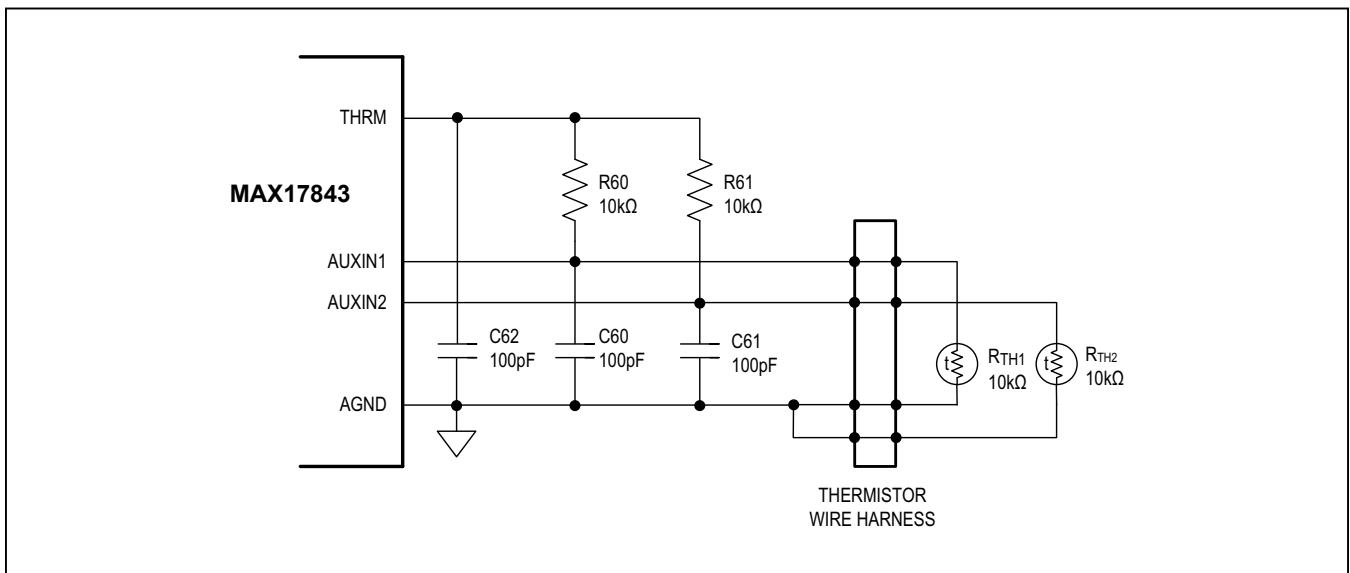 THRM
MAX17843
R60
10kΩ
R61
10kΩ
AUXIN1
AUXIN2
C62
100pF
C60
100pF
C61
100pF
t
RTH1
10kΩ
t
RTH2
10kΩ
AGND
THERMISTOR
WIRE HARNESS